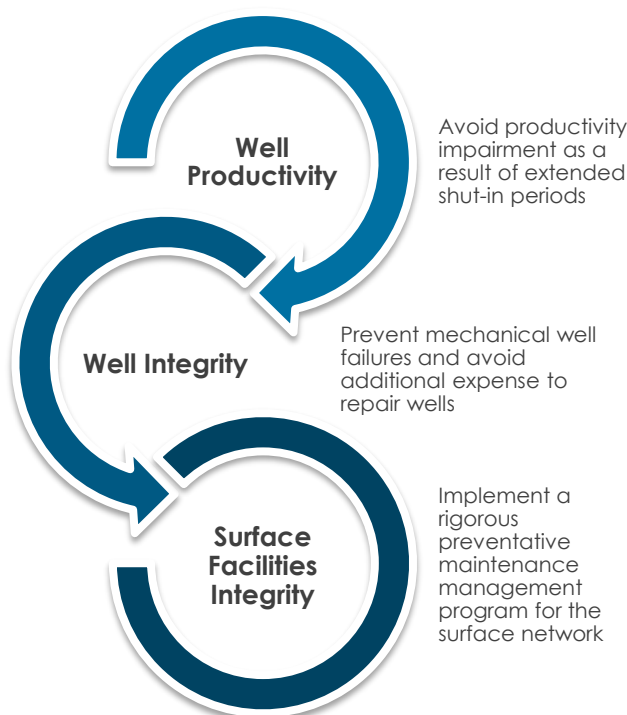 Well
Productivity
Avoid productivity
impairment as a
result of extended
shut-in periods
Well Integrity
Prevent mechanical well
failures and avoid
additional expense to
repair wells
Surface
Facilities
Integrity
Implement a
rigorous
preventative
maintenance
management
program for the
surface network